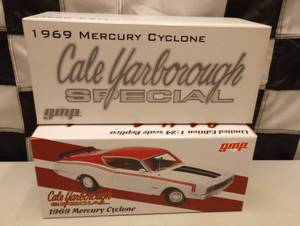 1969 MERCURY CYCLONE
Cale Yarborough
SPECIAL
gmp.
Limited Edition 1:24 scale Replica
gmp.
Cale Yarborough
SPECIAL
1969 Mercury Cyclone